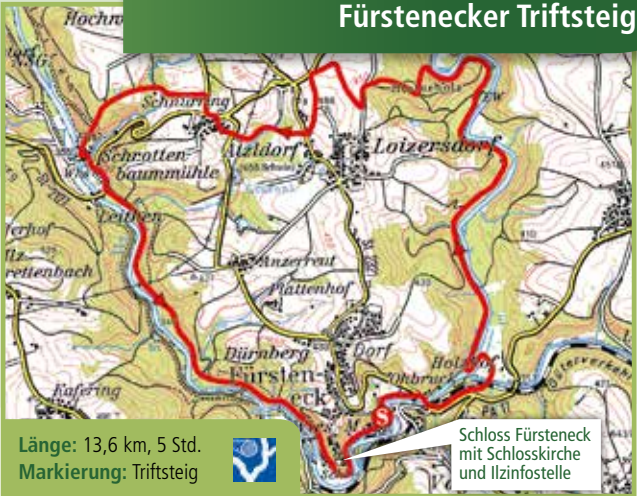 Fürstenecker Triftsteig
Schnürring
Atzldorf
Loizersdorf
Schrotten-
baummühle
Leithen
Anzerreut
Plattenhof
Dürnberg
Dorf
Fürsten-
eck
Ohbruck
Kafering
S
Schloss Fürsteneck
mit Schlosskirche
und Ilzinfostelle
Länge: 13,6 km, 5 Std.
Markierung: Triftsteig